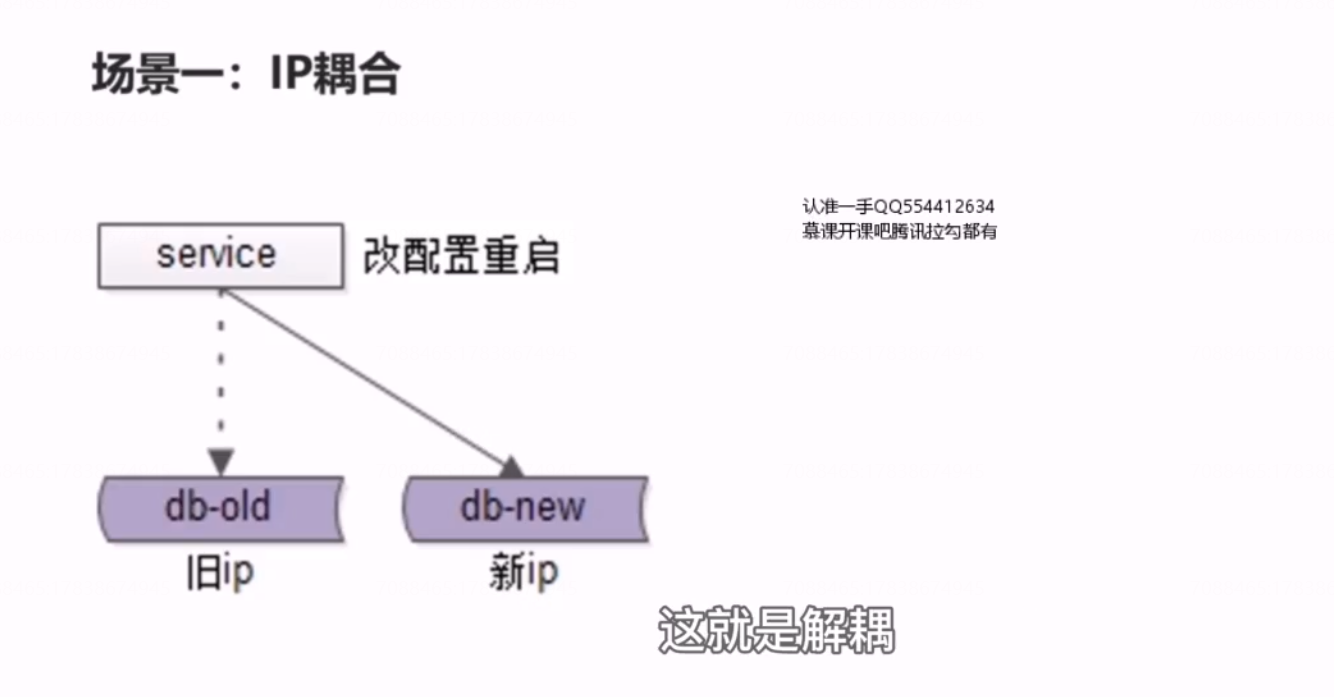 场景一：IP耦合
认准一手QQ554412634
慕课开课吧腾讯拉勾都有
service
改配置重启
db-old
db-new
旧ip
新ip
这就是解耦